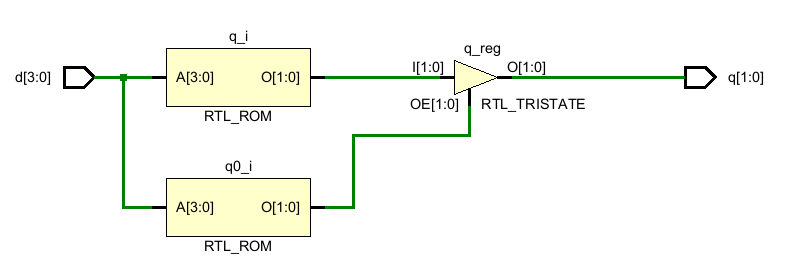 q_i
q_reg
d[3:0]
A[3:0] O[1:0]
I[1:0]
O[1:0]
q[1:0]
RTL_ROM
OE[1:0]
RTL_TRISTATE
q0_i
A[3:0] O[1:0]
RTL_ROM